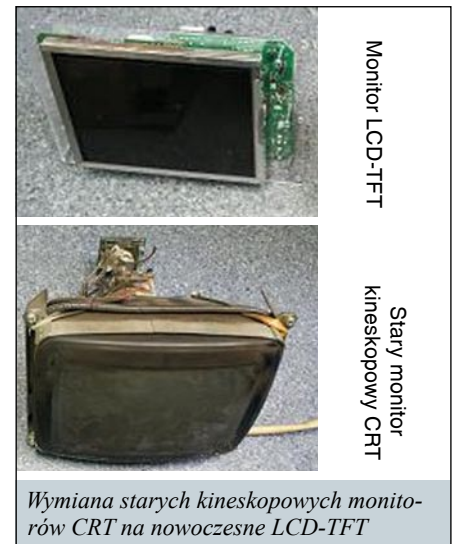 Monitor LCD-TFT
Stary monitor
kineskopowy CRT
Wymiana starych kineskopowych monito-
rów CRT na nowoczesne LCD-TFT